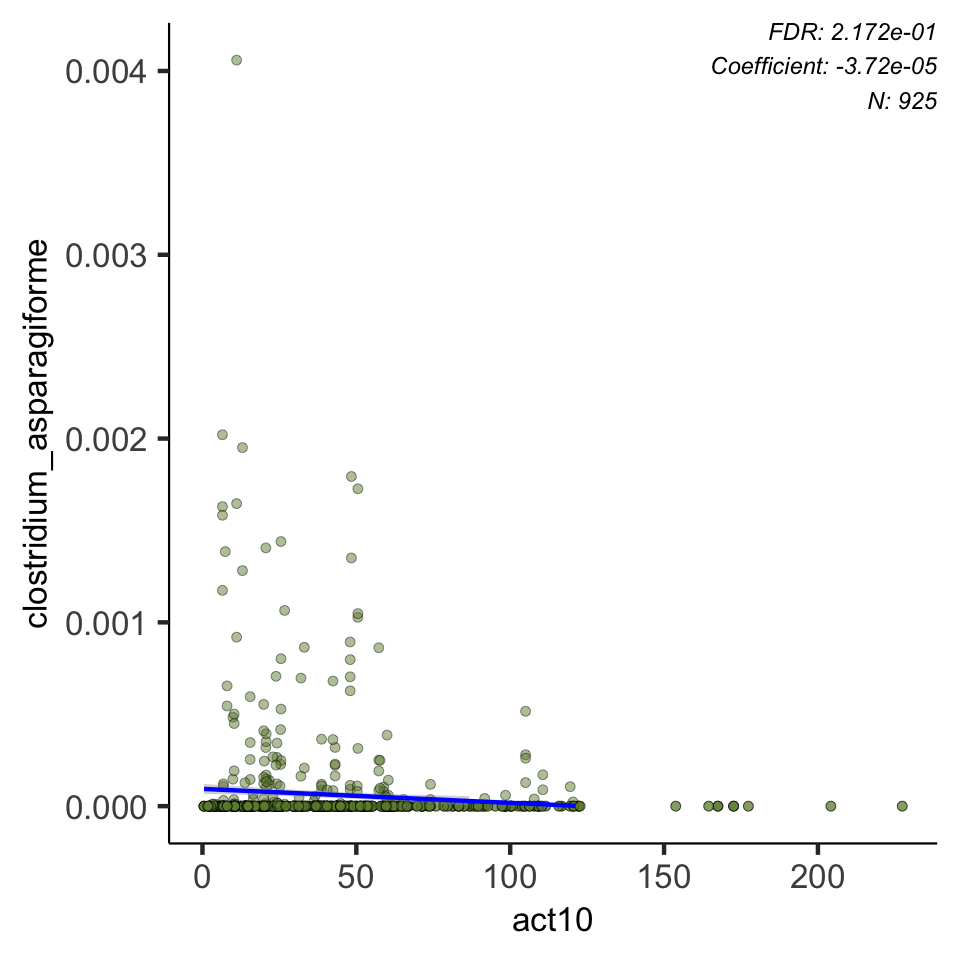 FDR: 2.172e-01
Coefficient: -3.72e-05
N: 925
clostridium_asparagiforme
0.004
0.003
0.002
0.001
0.000
0 50 100 150 200
act10